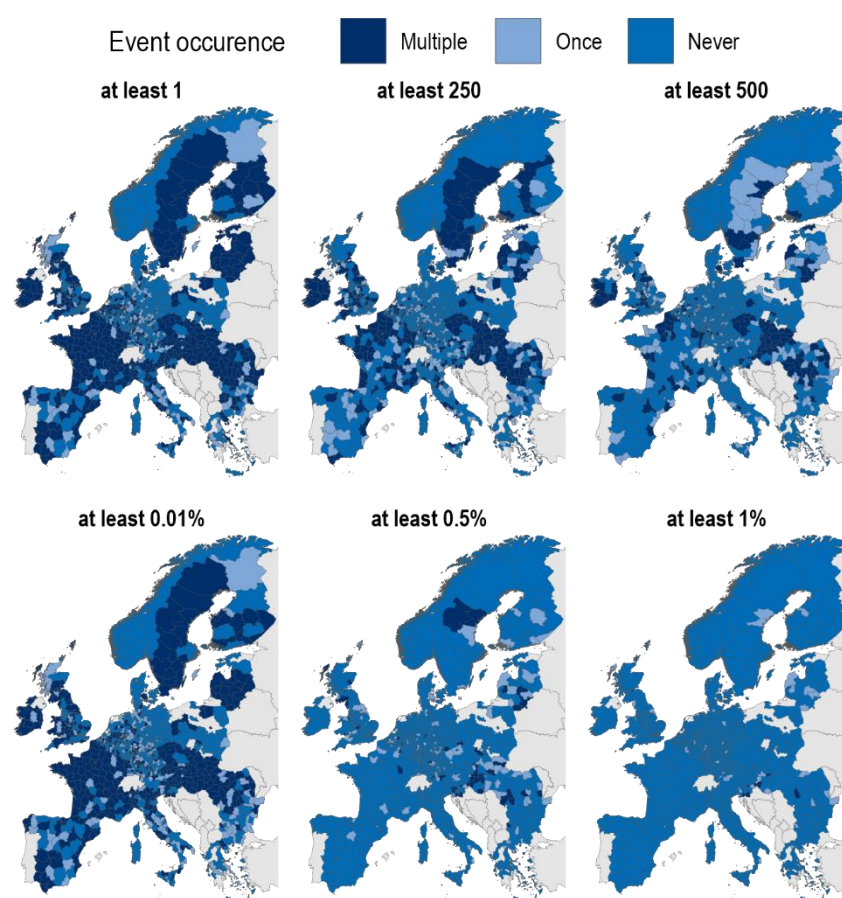 Event occurence Multiple Once Never
at least 1 at least 250 at least 500
at least 0.01% at least 0.5% at least 1%